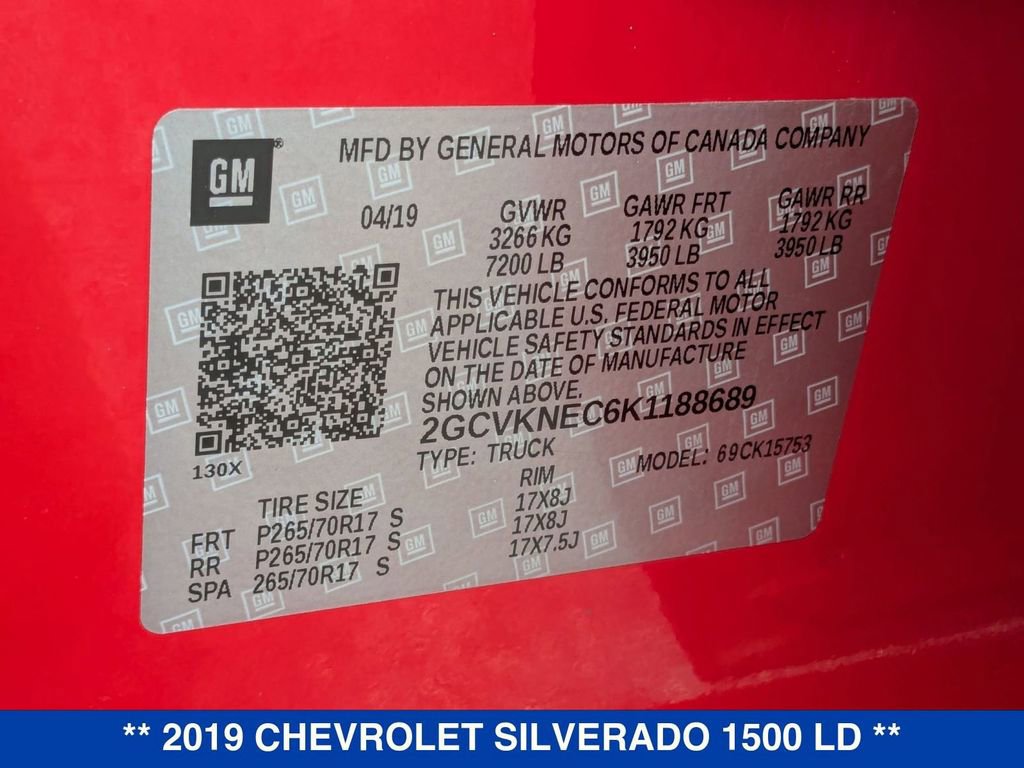 GM
MFD BY GENERAL MOTORS OF CANADA COMPANY
04/19
GVWR GAWR FRT GAWR RR
3266 KG 1792 KG 1792 KG
7200 LB 3950 LB 3950 LB
THIS VEHICLE CONFORMS TO ALL
APPLICABLE U.S. FEDERAL MOTOR
VEHICLE SAFETY STANDARDS IN EFFECT
ON THE DATE OF MANUFACTURE
SHOWN ABOVE.
2GCVKNEC6K1188689
TYPE: TRUCK MODEL: 69CK15753
130X
TIRE SIZE RIM
FRT P265/70R17 S 17X8J
RR P265/70R17 S 17X8J
SPA 265/70R17 S 17X7.5J
** 2019 CHEVROLET SILVERADO 1500 LD **